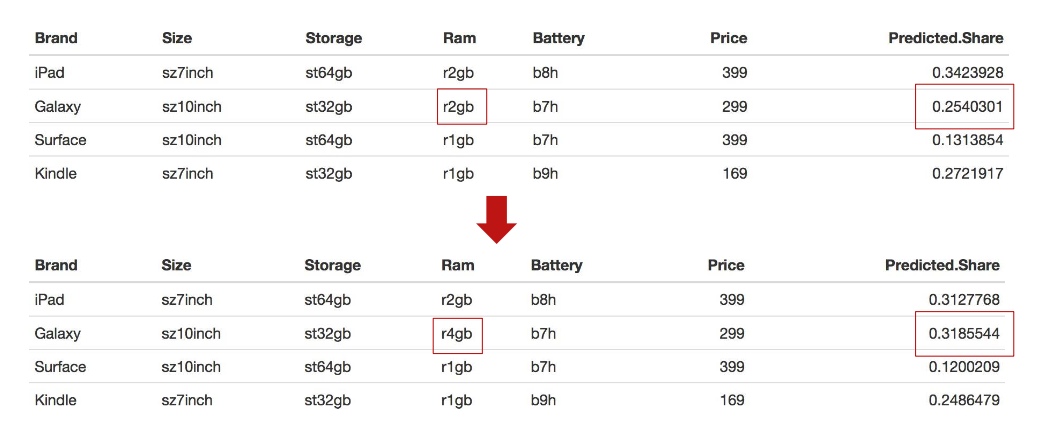 Brand Size Storage Ram Battery Price Predicted.Share
iPad sz7inch st64gb r2gb b8h 399 0.3423928
Galaxy sz10inch st32gb r2gb b7h 299 0.2540301
Surface sz10inch st64gb r1gb b7h 399 0.1313854
Kindle sz7inch st32gb r1gb b9h 169 0.2721917
Brand Size Storage Ram Battery Price Predicted.Share
iPad sz7inch st64gb r2gb b8h 399 0.3127768
Galaxy sz10inch st32gb r4gb b7h 299 0.3185544
Surface sz10inch st64gb r1gb b7h 399 0.1200209
Kindle sz7inch st32gb r1gb b9h 169 0.2486479